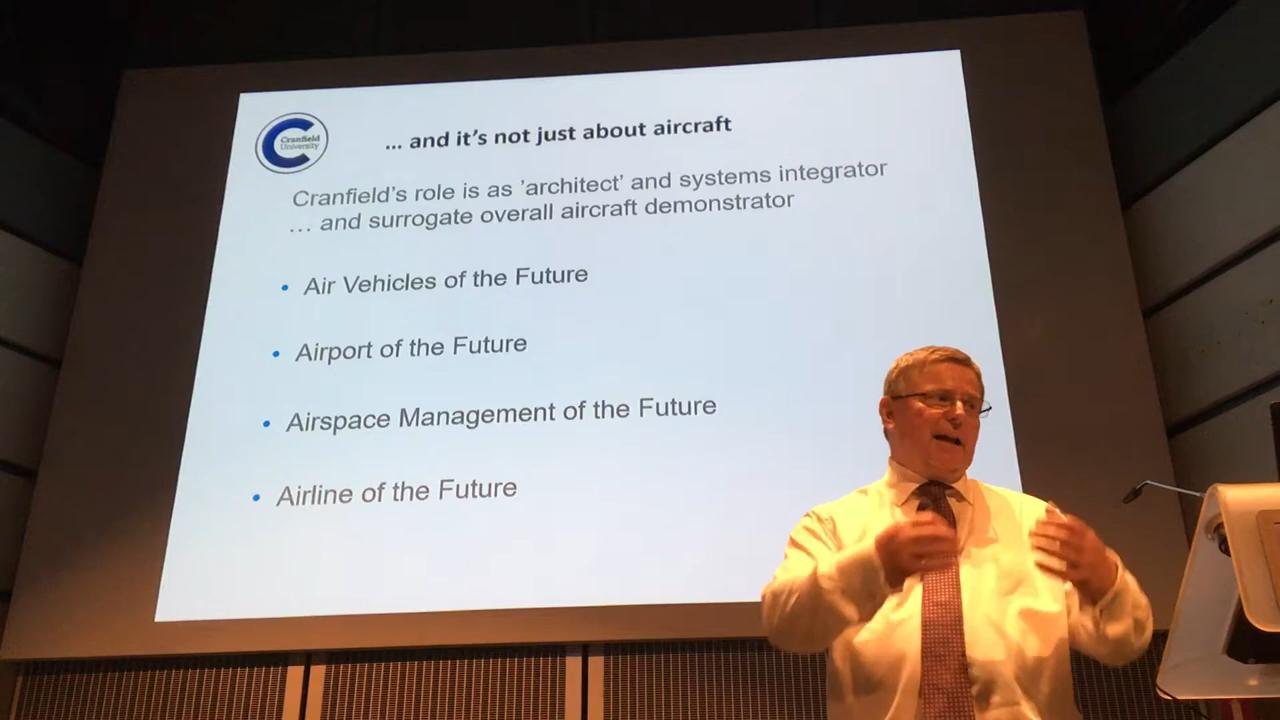 Cranfield
University
... and it's not just about aircraft
Cranfield's role is as 'architect' and systems integrator
... and surrogate overall aircraft demonstrator
• Air Vehicles of the Future
• Airport of the Future
• Airspace Management of the Future
• Airline of the Future